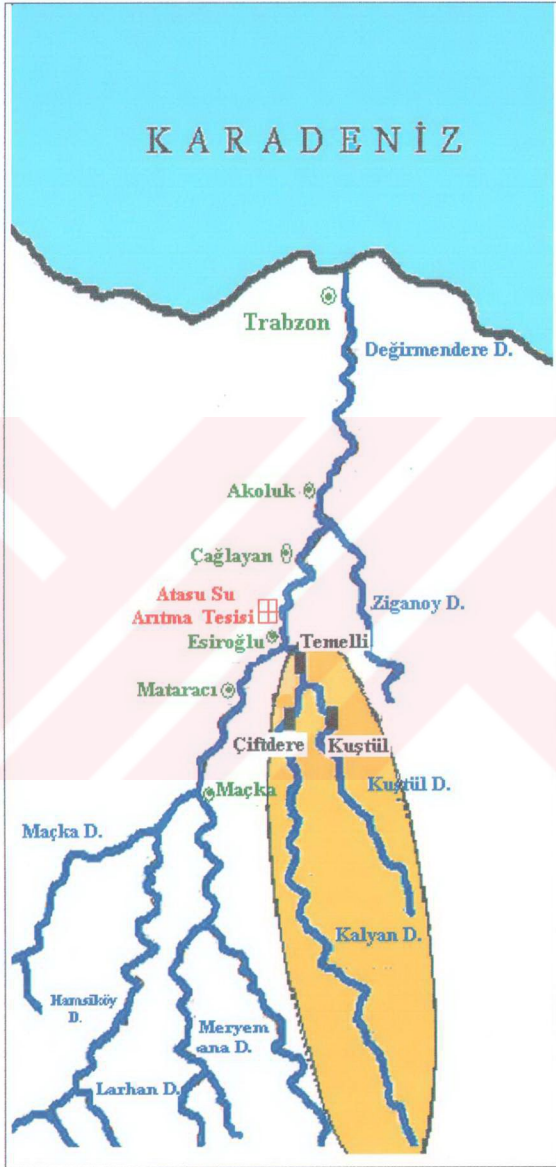 KARADENİZ
Trabzon
Değirmendere D.
Akoluk
Çağlayan
Atasu Su
Arıtma Tesisi
Ziganoy D.
Esiroğlu
Temelli
Mataracı
Çiftdere
Kuştül
Maçka
Kuştül D.
Maçka D.
Kalyan D.
Hamsiköy
D.
Meryem
ana D.
Larhan D.